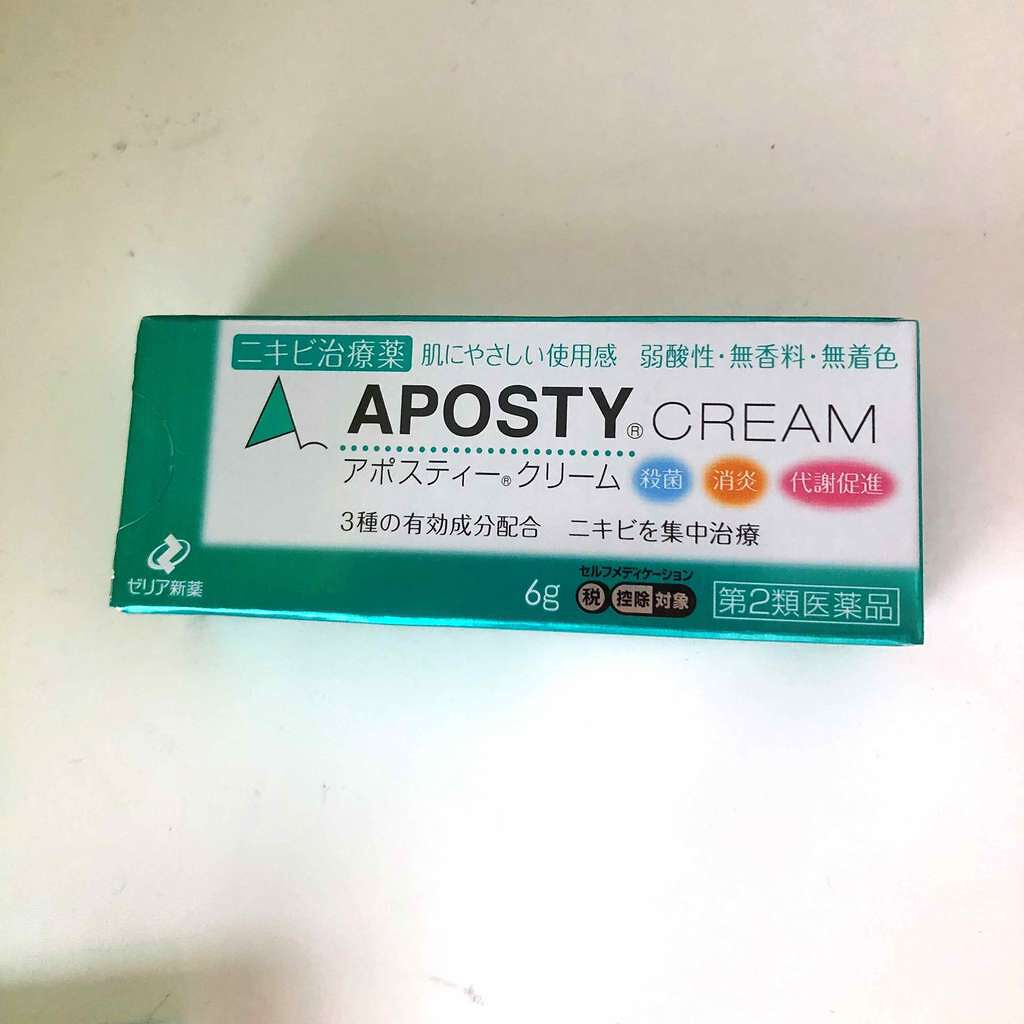 ニキビ治療薬 肌にやさしい使用感 弱酸性・無香料・無着色
APOSTY® CREAM
アポスティー®クリーム 殺菌 消炎 代謝促進
3種の有効成分配合 ニキビを集中治療
ゼリア新薬
6g
セルフメディケーション
税 控除 対象
第2類医薬品